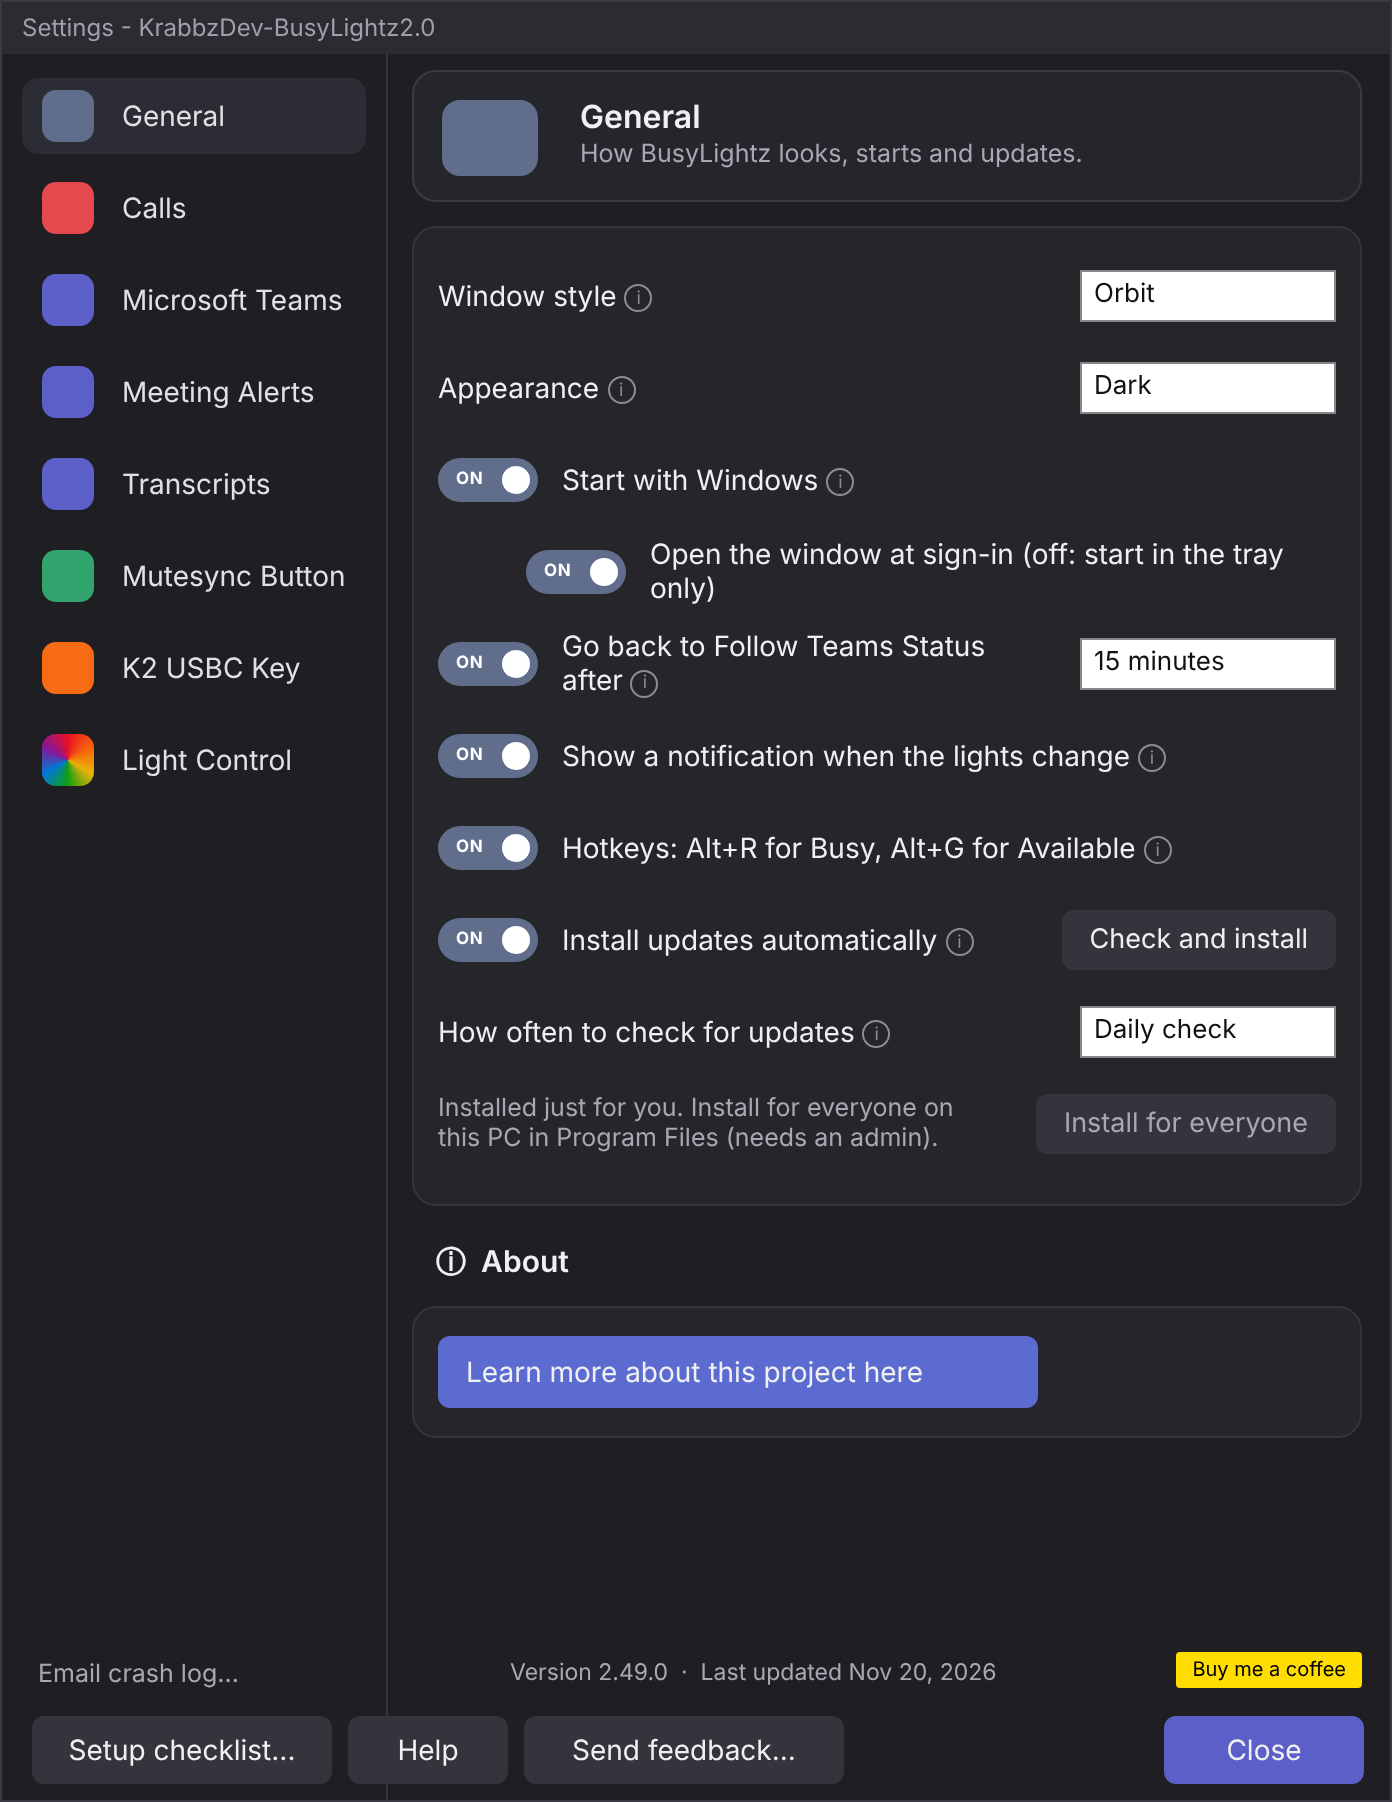 Settings - KrabbzDev-BusyLightz2.0
General
Calls
Microsoft Teams
Meeting Alerts
Transcripts
Mutesync Button
K2 USBC Key
Light Control
General
How BusyLightz looks, starts and updates.
Window style
Orbit
Appearance
Dark
ON Start with Windows
ON Open the window at sign-in (off: start in the tray
only)
ON Go back to Follow Teams Status
after
15 minutes
ON Show a notification when the lights change
ON Hotkeys: Alt+R for Busy, Alt+G for Available
ON Install updates automatically
Check and install
How often to check for updates
Daily check
Installed just for you. Install for everyone on
this PC in Program Files (needs an admin).
Install for everyone
About
Learn more about this project here
Email crash log...
Version 2.49.0 · Last updated Nov 20, 2026
Buy me a coffee
Setup checklist...
Help
Send feedback...
Close